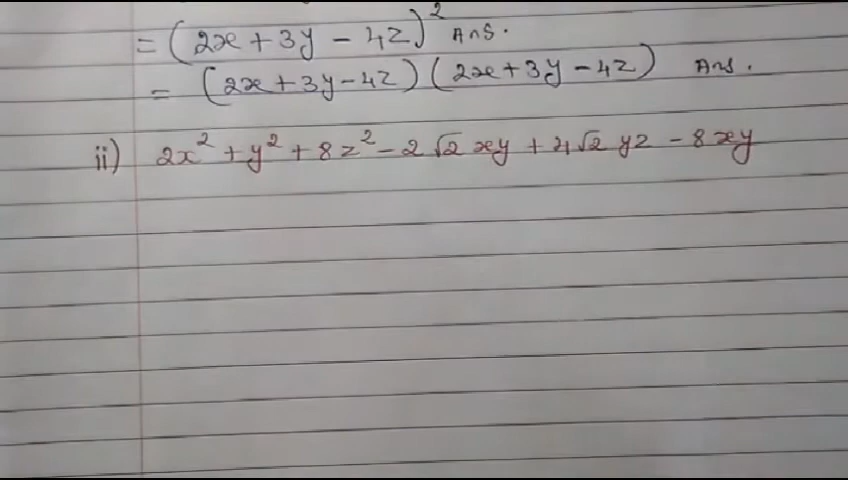 = (2x + 3y - 4z)² Ans.
= (2x + 3y - 4z) (2x + 3y - 4z) Ans.
ii) 2x² + y² + 8z² - 2√2 xy + 4√2 yz - 8xy